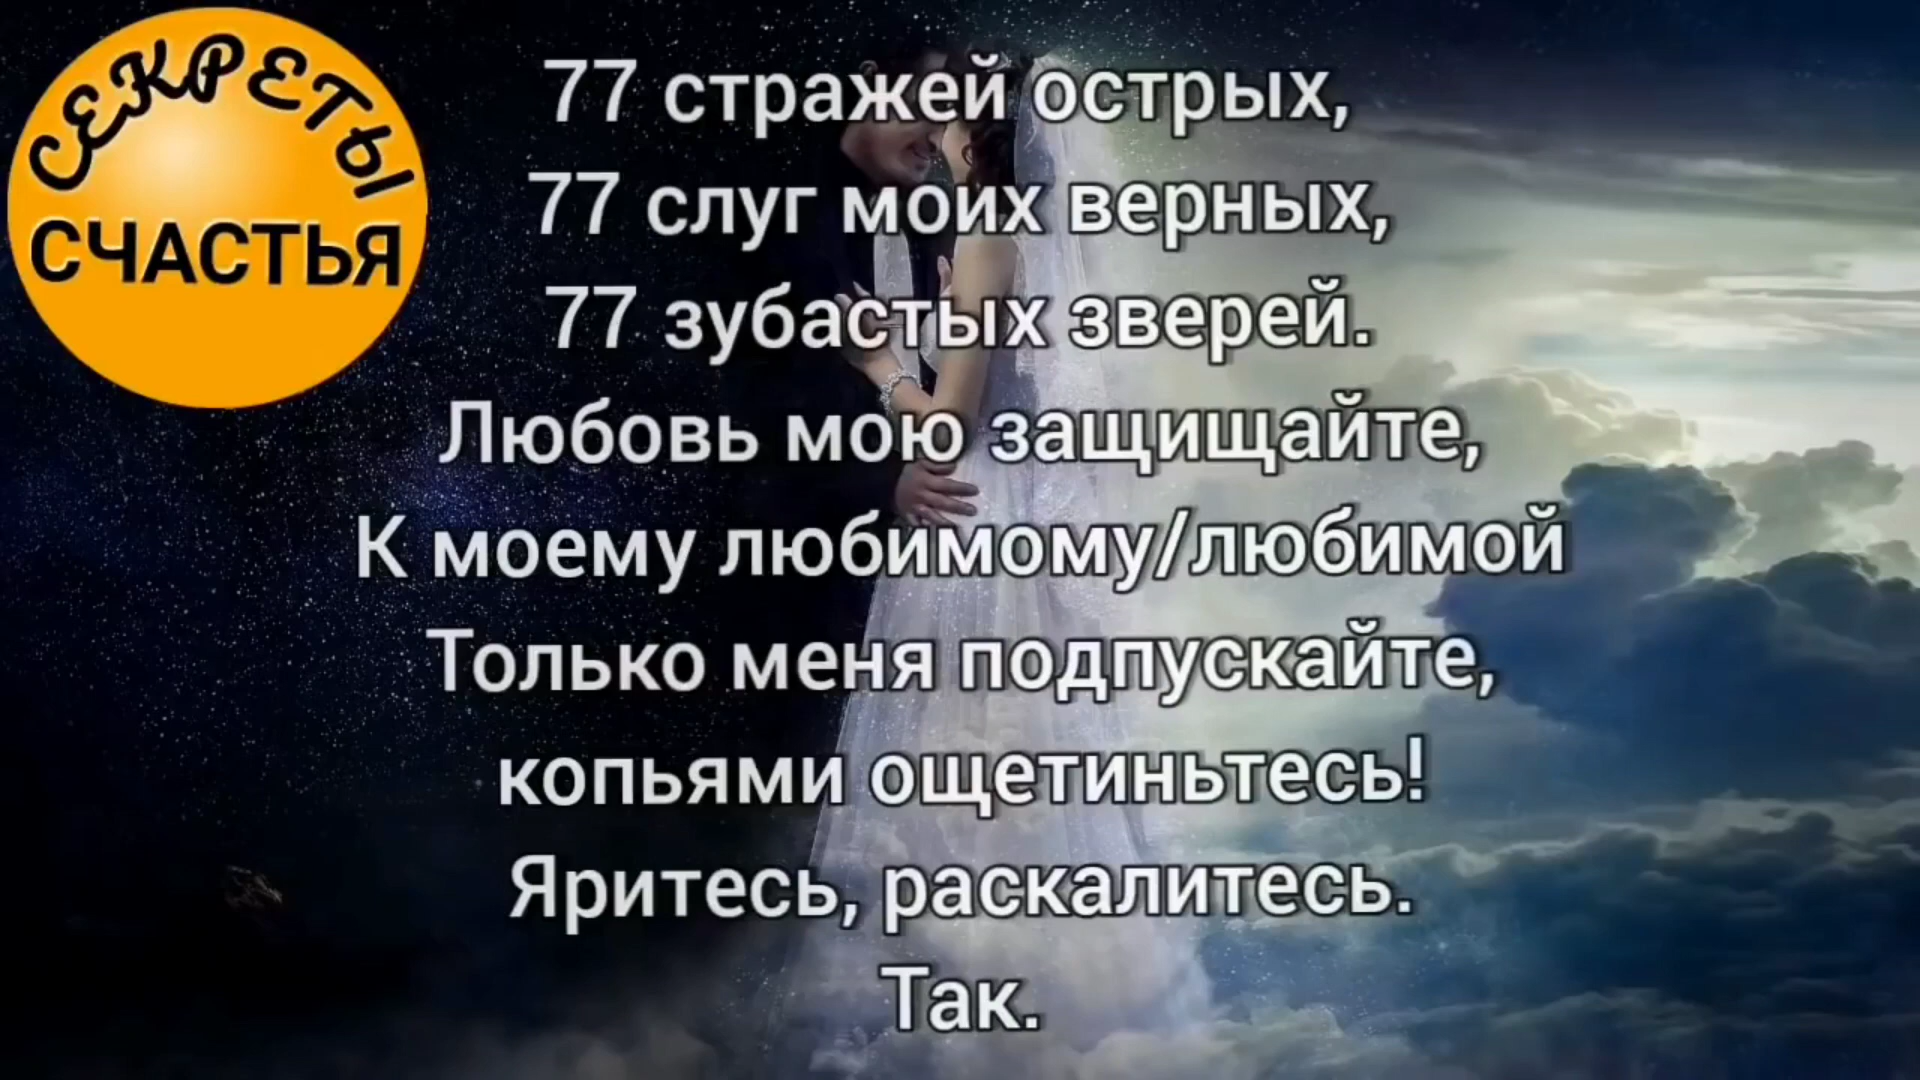 СЕКРЕТЫ
СЧАСТЬЯ
77 стражей острых,
77 слуг моих верных,
77 зубастых зверей.
Любовь мою защищайте,
К моему любимому/любимой
Только меня подпускайте,
копьями ощетиньтесь!
Яритесь, раскалитесь.
Так.